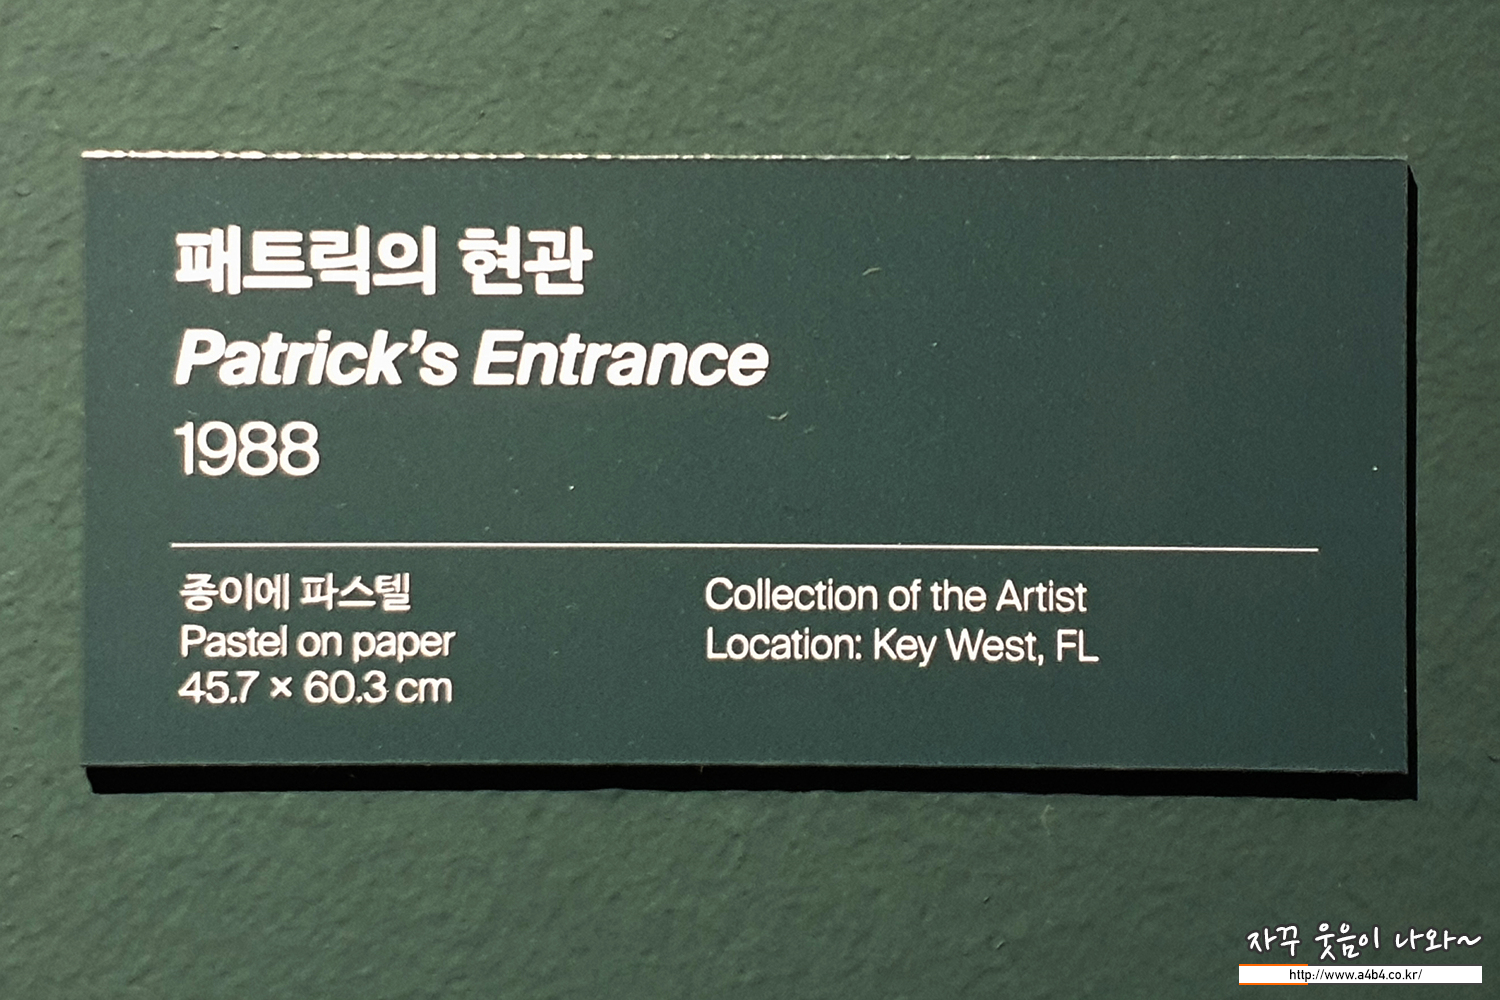 패트릭의 현관
Patrick's Entrance
1988
종이에 파스텔
Pastel on paper
45.7 × 60.3 cm
Collection of the Artist
Location: Key West, FL
자꾸 웃음이 나와~
http://www.a4b4.co.kr/